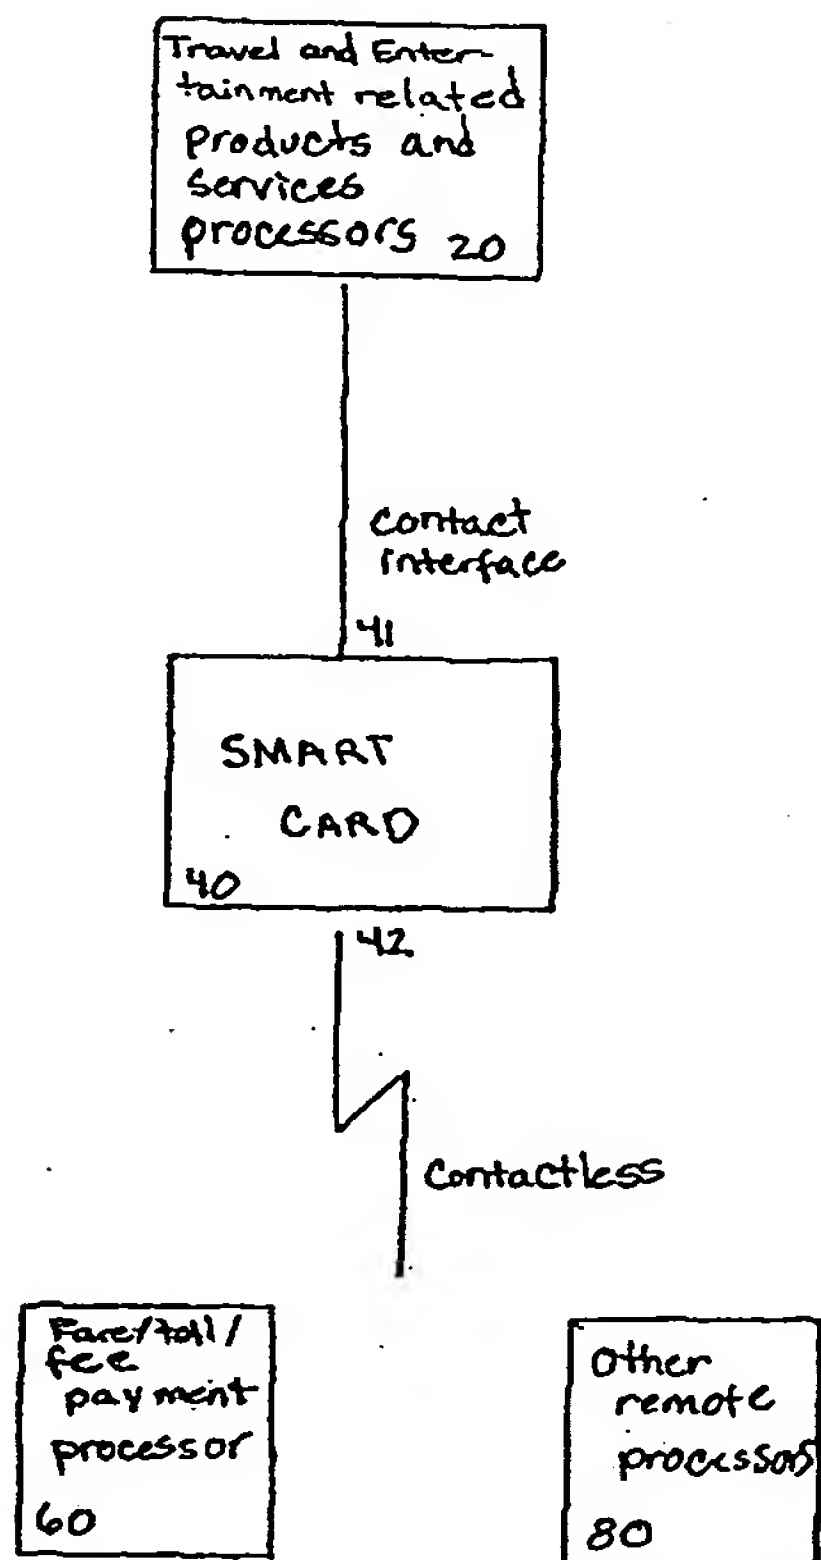 Travel and Enter-
tainment related
products and
services
processors 20
contact
interface
41
SMART
CARD
40
42
Contactless
Fare/toll/
fee
payment
processor
60
Other
remote
processors
80